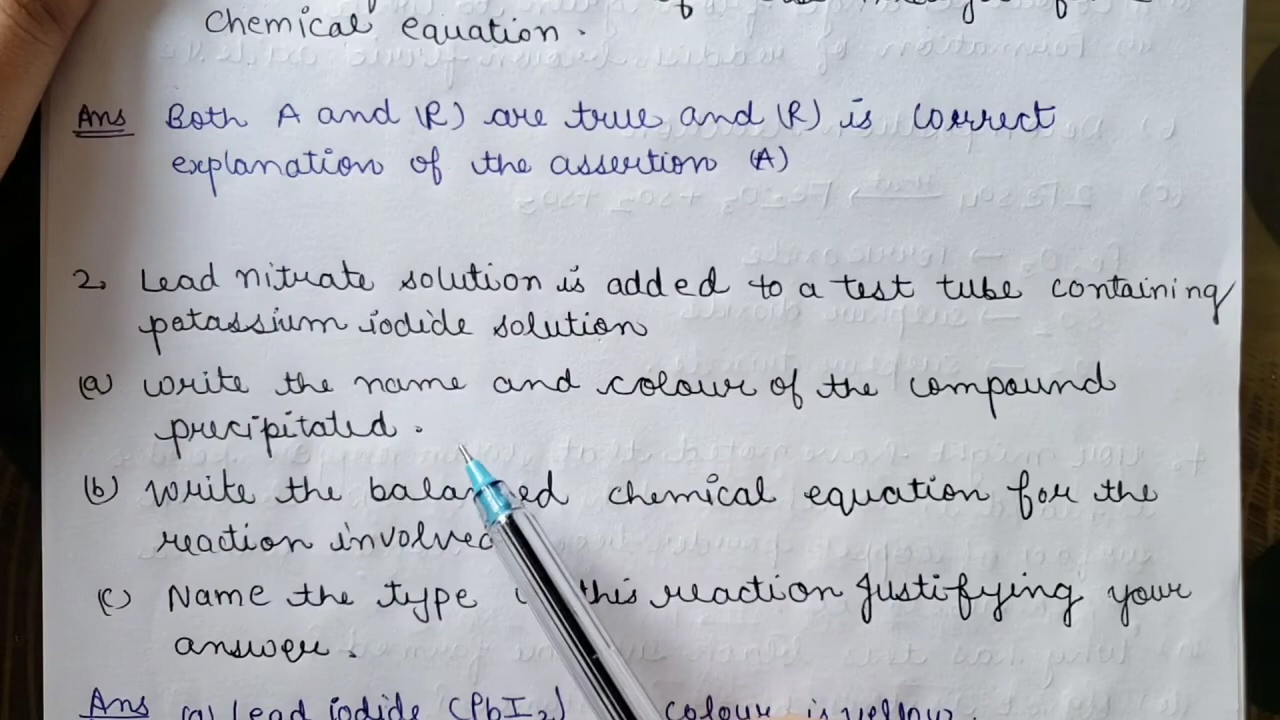 of
Chemical equation.
Ans Both A and (R) are true and (R) is correct
explanation of the assertion (A)
2. Lead nitrate solution is added to a test tube containing
potassium iodide solution
(a) write the name and colour of the compound
precipitated.
(b) Write the balanced chemical equation for the
reaction involved
(c) Name the type this reaction justifying your
answer.
Ans (a) Lead iodide (PbI2) colour is yellow.